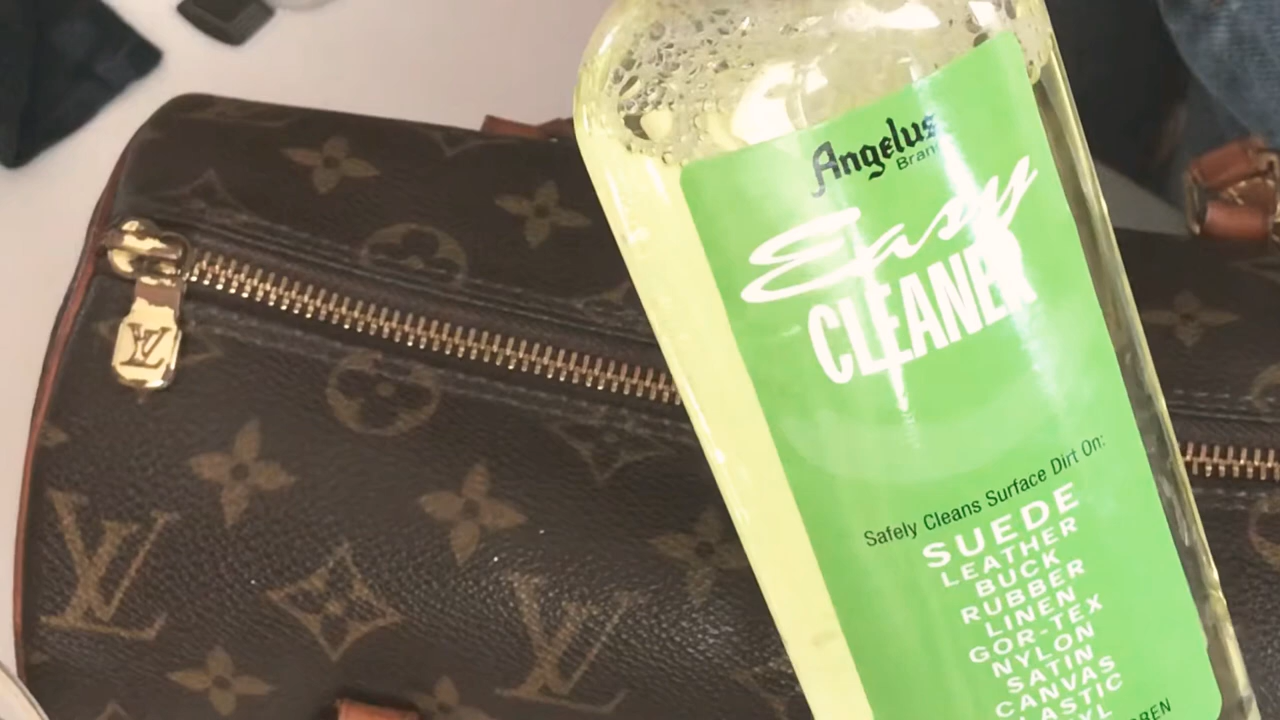 Angelus
Brand
Easy
CLEANER
Safely Cleans Surface Dirt On:
SUEDE
LEATHER
BUCK
RUBBER
LINEN
GOR-TEX
NYLON
SATIN
CANVAS
LV